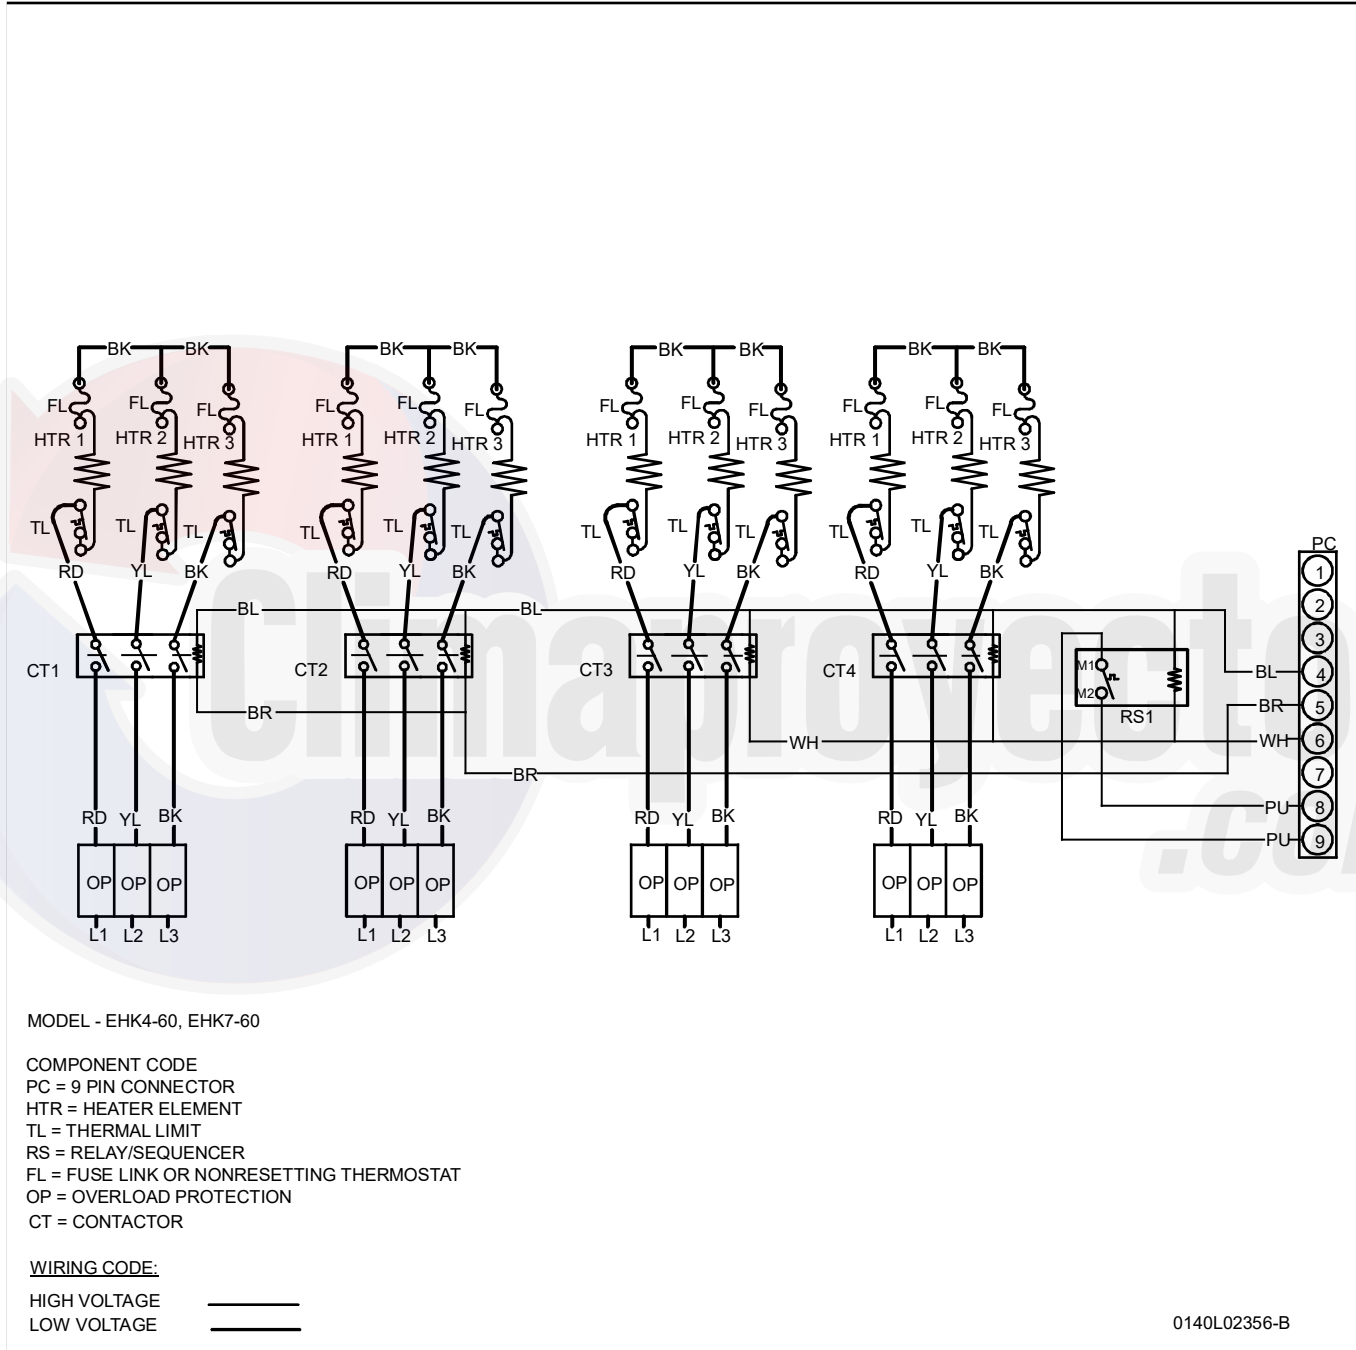 BK BK BK BK BK BK BK BK
FL FL FL FL FL FL FL FL FL FL FL FL
HTR 1 HTR 2 HTR 3 HTR 1 HTR 2 HTR 3 HTR 1 HTR 2 HTR 3 HTR 1 HTR 2 HTR 3
TL TL TL TL TL TL TL TL TL TL TL TL
PC
RD YL BK RD YL BK RD YL BK RD YL BK
1
2
BL BL
3
CT1 CT2 CT3 CT4
M1
M2
RS1
BL 4
BR BR 5
WH WH 6
BR 7
PU 8
PU 9
RD YL BK RD YL BK RD YL BK RD YL BK
OP OP OP OP OP OP OP OP OP OP OP OP
L1 L2 L3 L1 L2 L3 L1 L2 L3 L1 L2 L3
Climaproyecto
.co
MODEL - EHK4-60, EHK7-60
COMPONENT CODE
PC = 9 PIN CONNECTOR
HTR = HEATER ELEMENT
TL = THERMAL LIMIT
RS = RELAY/SEQUENCER
FL = FUSE LINK OR NONRESETTING THERMOSTAT
OP = OVERLOAD PROTECTION
CT = CONTACTOR
WIRING CODE:
HIGH VOLTAGE
LOW VOLTAGE
0140L02356-B